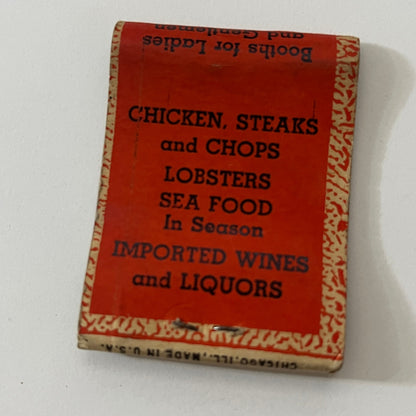 Booths for Ladies
and Gentlemen
CHICKEN, STEAKS
and CHOPS
LOBSTERS
SEA FOOD
In Season
IMPORTED WINES
and LIQUORS
CHICAGO, ILL., MADE IN U.S.A.